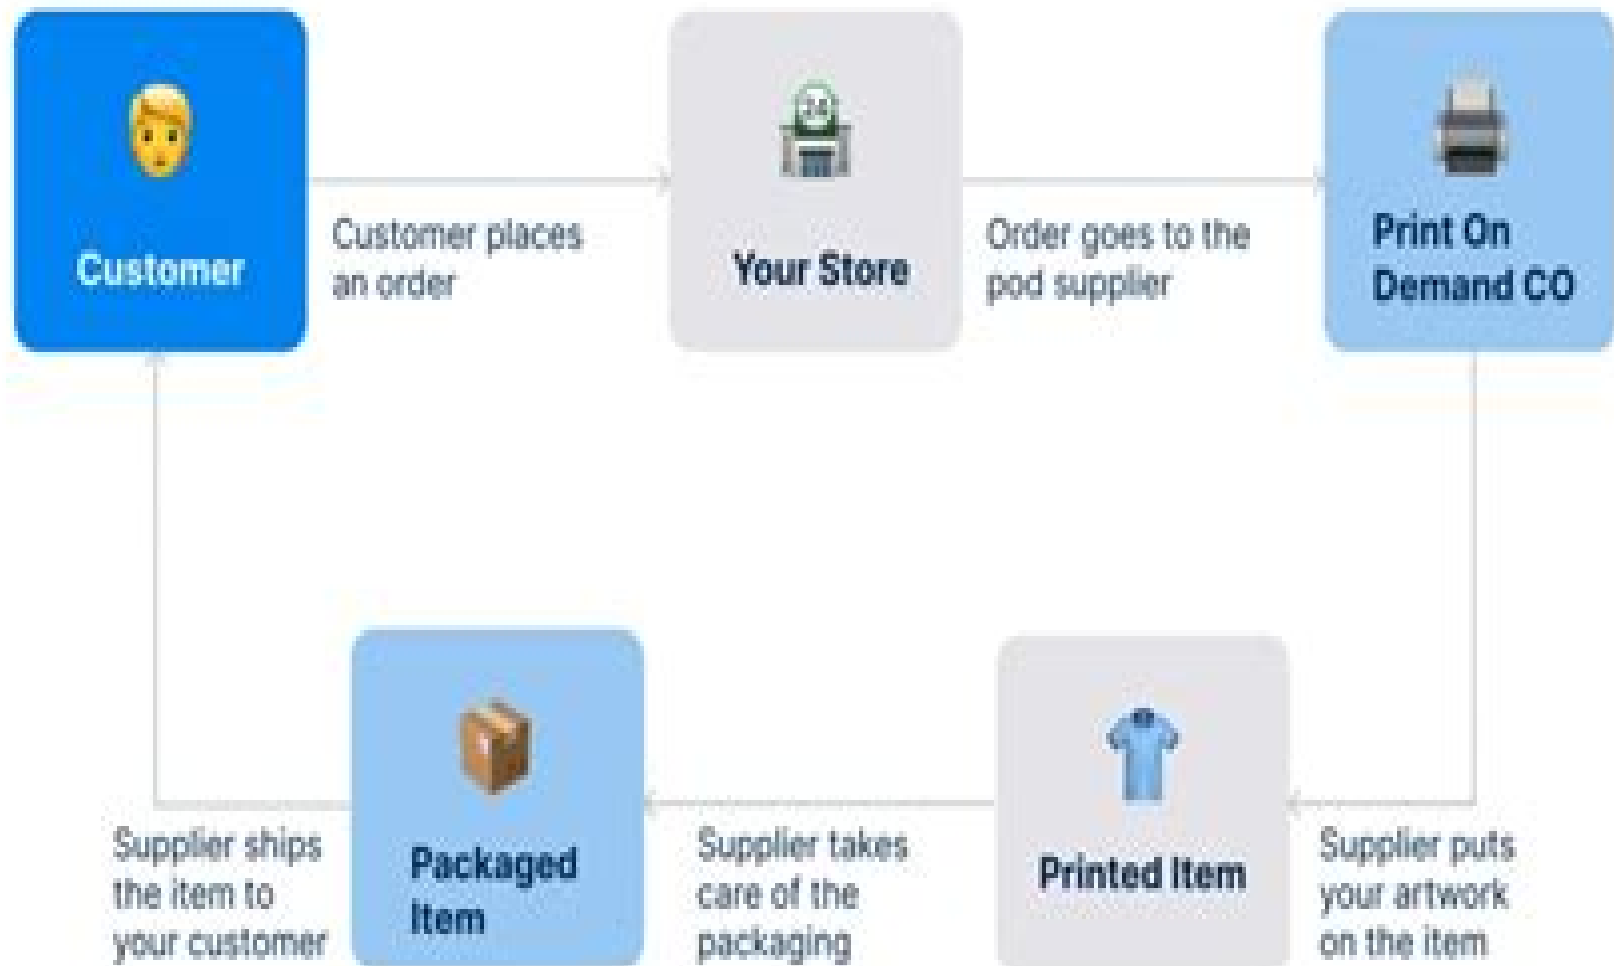 24
Customer
Customer places
an order
Your Store
Order goes to the
pod supplier
Print On
Demand CO
Supplier ships
the item to
your customer
Packaged
Item
Supplier takes
care of the
packaging
Printed Item
Supplier puts
your artwork
on the item